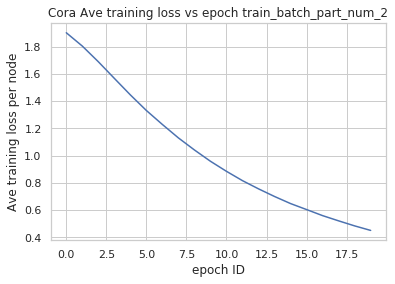 Cora Ave training loss vs epoch train_batch_part_num_2
Ave training loss per node
1.8
1.6
1.4
1.2
1.0
0.8
0.6
0.4
0.0 2.5 5.0 7.5 10.0 12.5 15.0 17.5
epoch ID